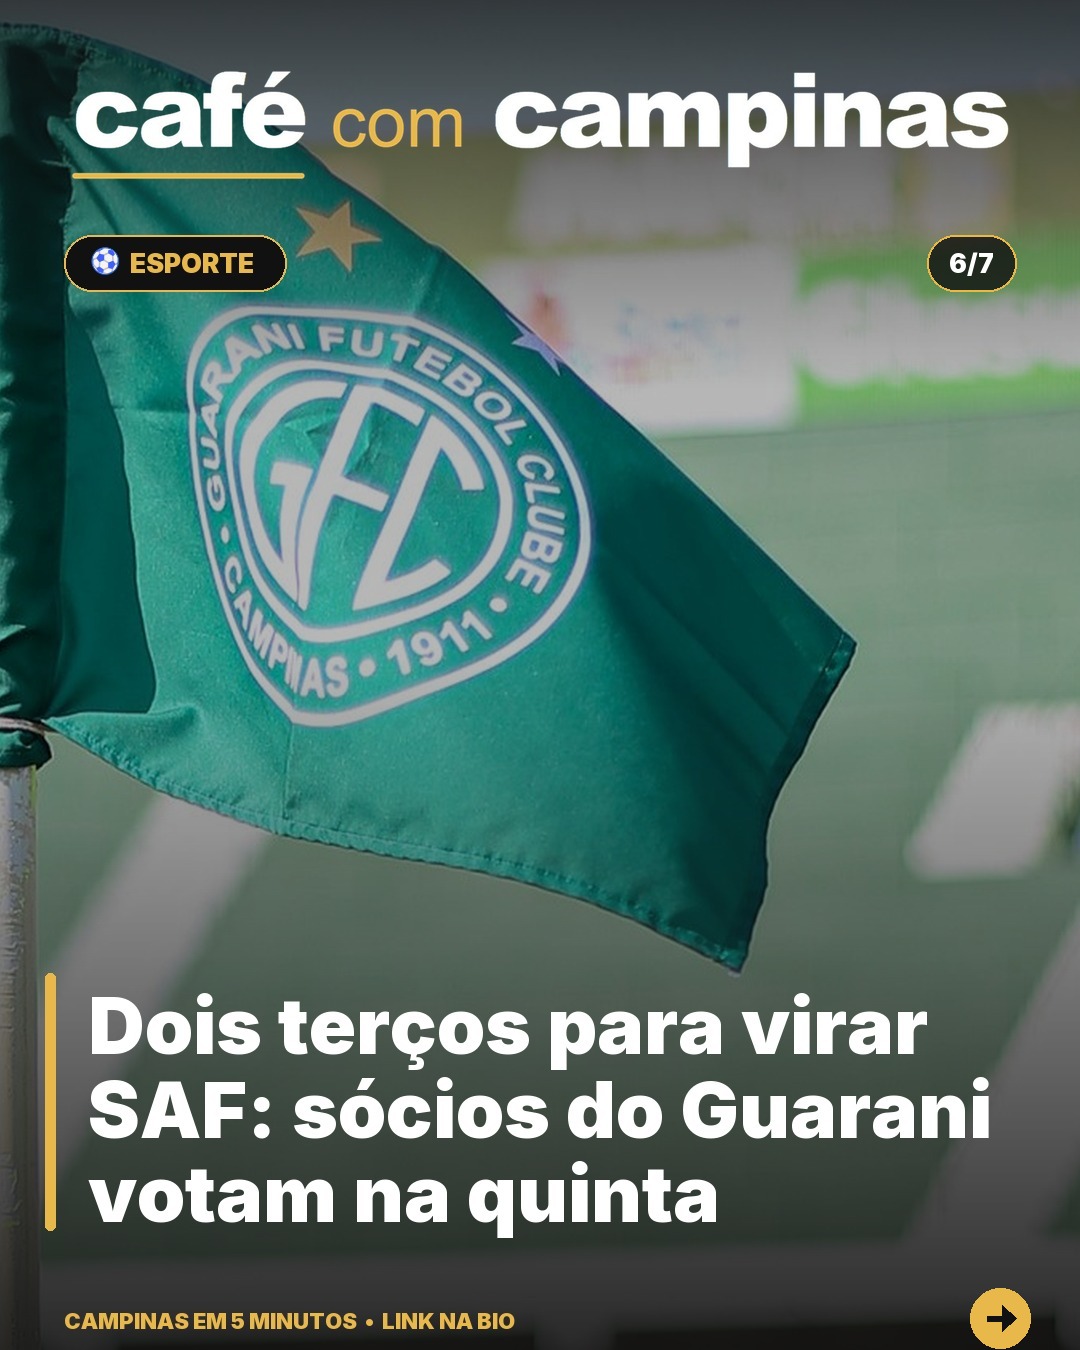 café com campinas
ESPORTE
6/7
GUARANI FUTEBOL CLUBE
GFC
CAMPINAS • 1911 •
Dois terços para virar
SAF: sócios do Guarani
votam na quinta
CAMPINAS EM 5 MINUTOS • LINK NA BIO